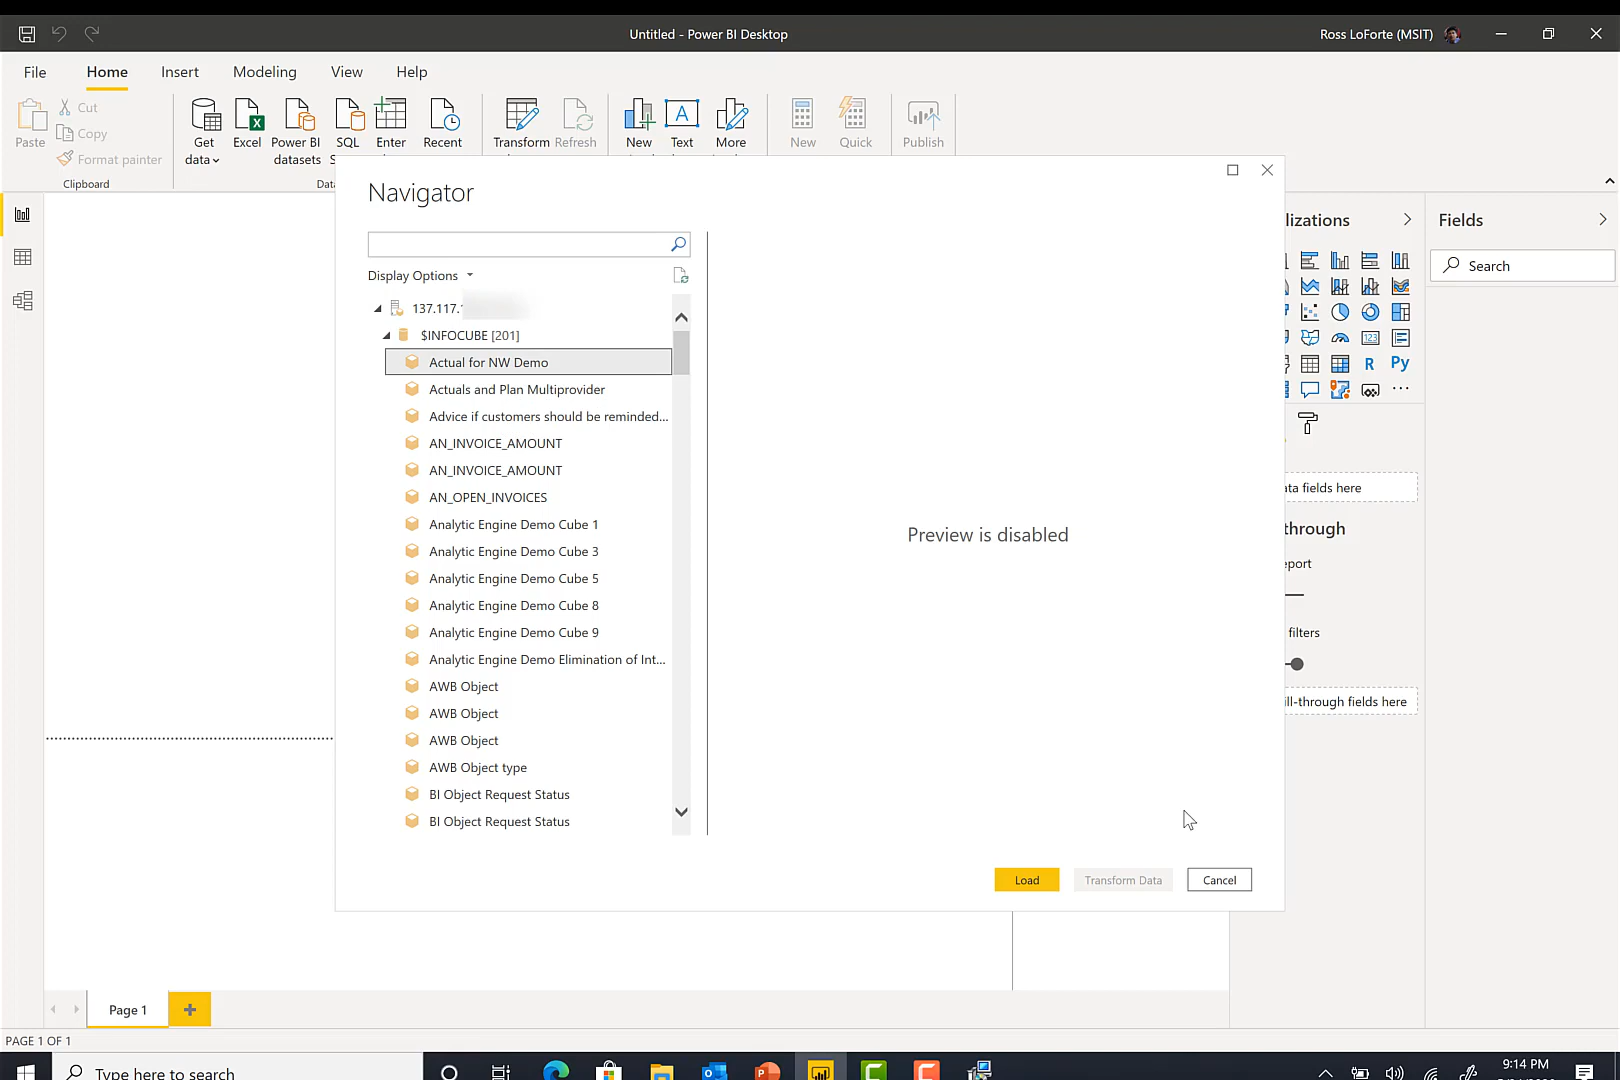 Untitled - Power BI Desktop
Ross LoForte (MSIT)
File Home Insert Modeling View Help
Paste
Cut
Copy
Format painter
Clipboard
Get data
Excel
Power BI datasets
SQL
Enter
Recent
Transform
Refresh
New
Text
More
New
Quick
Publish
Navigator
Display Options
137.117.
$INFOCUBE [201]
Actual for NW Demo
Actuals and Plan Multiprovider
Advice if customers should be reminded...
AN_INVOICE_AMOUNT
AN_INVOICE_AMOUNT
AN_OPEN_INVOICES
Analytic Engine Demo Cube 1
Analytic Engine Demo Cube 3
Analytic Engine Demo Cube 5
Analytic Engine Demo Cube 8
Analytic Engine Demo Cube 9
Analytic Engine Demo Elimination of Int...
AWB Object
AWB Object
AWB Object
AWB Object type
BI Object Request Status
BI Object Request Status
Preview is disabled
Load
Transform Data
Cancel
lizations
R
Py
123
ata fields here
hrough
eport
filters
ill-through fields here
Fields
Search
Page 1
PAGE 1 OF 1
Type here to search
9:14 PM